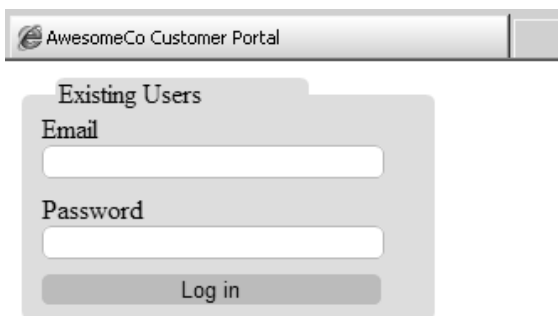 AwesomeCo Customer Portal
Existing Users
Email
Password
Log in